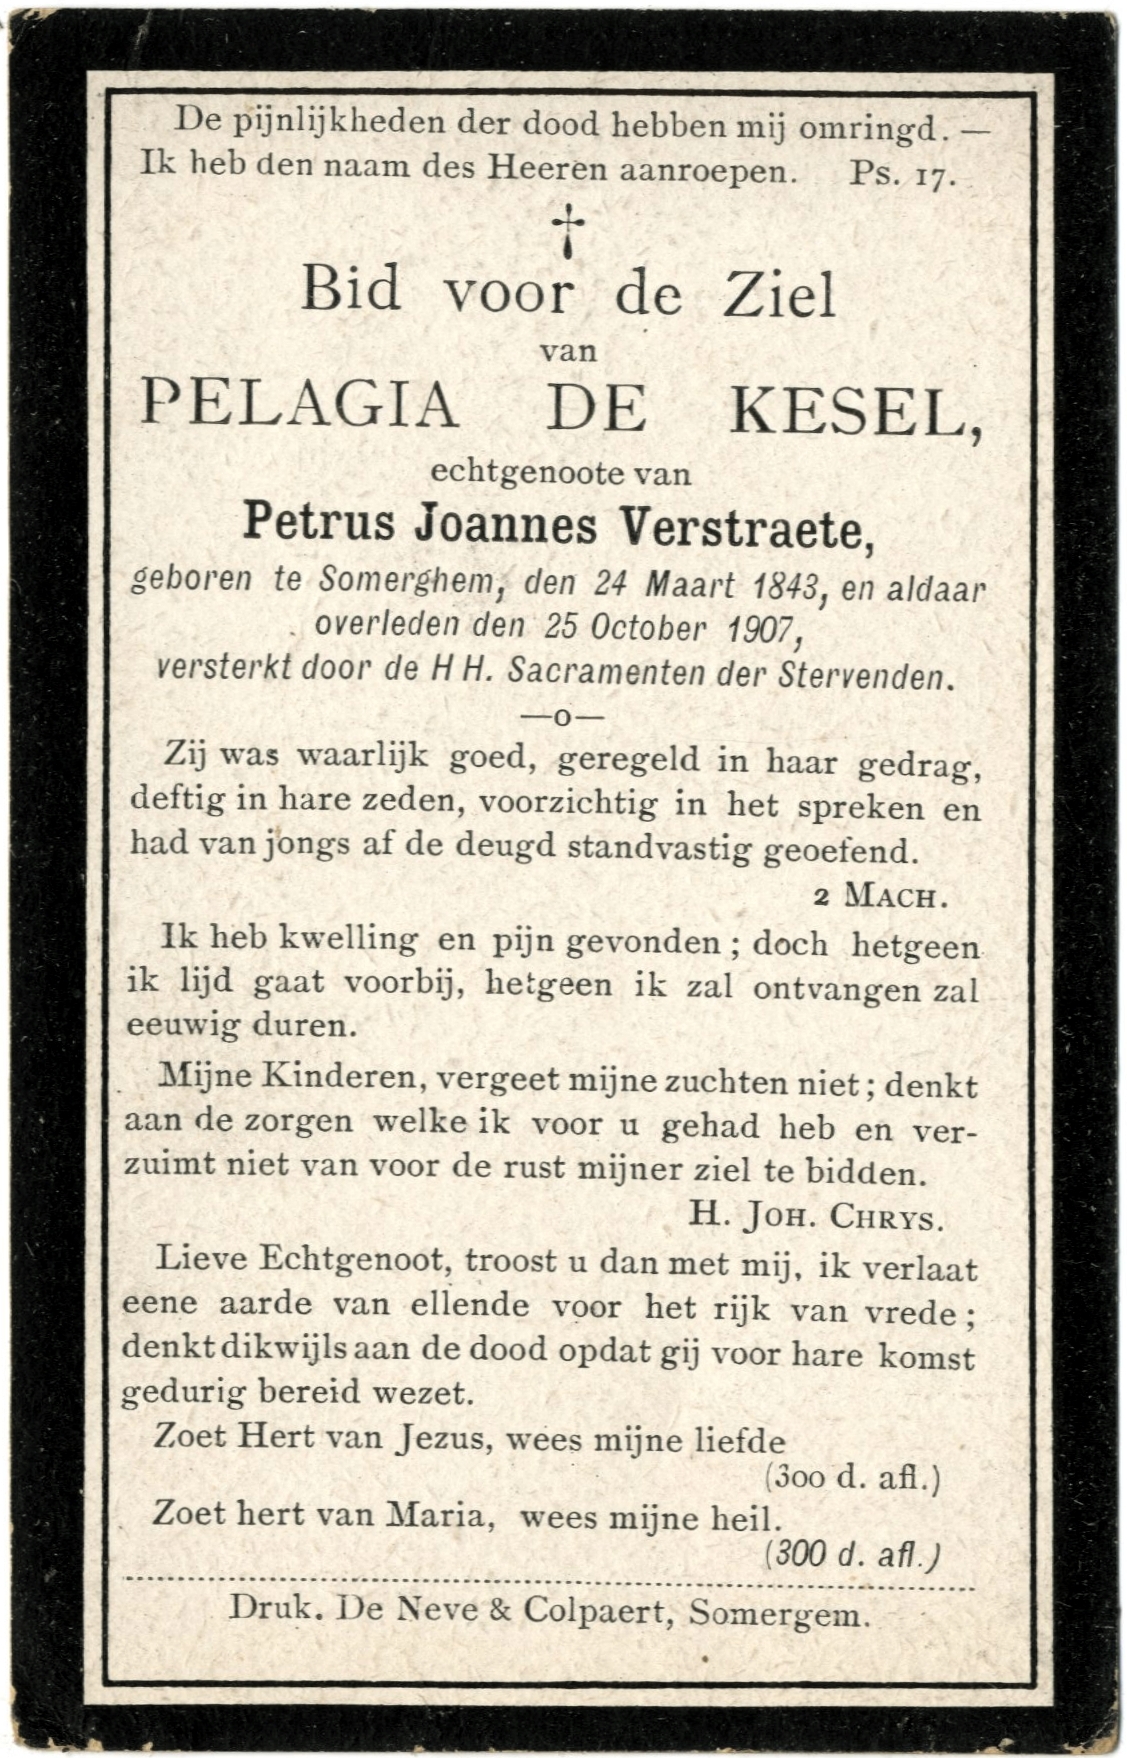 De pijnlijkheden der dood hebben mij omringd. —
Ik heb den naam des Heeren aanroepen. Ps. 17.
Bid voor de Ziel
van
PELAGIA DE KESEL,
echtgenoote van
Petrus Joannes Verstraete,
geboren te Somerghem, den 24 Maart 1843, en aldaar
overleden den 25 October 1907,
versterkt door de H H. Sacramenten der Stervenden.
—o—
Zij was waarlijk goed, geregeld in haar gedrag,
deftig in hare zeden, voorzichtig in het spreken en
had van jongs af de deugd standvastig geoefend.
2 MACH.
Ik heb kwelling en pijn gevonden ; doch hetgeen
ik lijd gaat voorbij, hetgeen ik zal ontvangen zal
eeuwig duren.
Mijne Kinderen, vergeet mijne zuchten niet ; denkt
aan de zorgen welke ik voor u gehad heb en ver-
zuimt niet van voor de rust mijner ziel te bidden.
H. JOH. CHRYS.
Lieve Echtgenoot, troost u dan met mij, ik verlaat
eene aarde van ellende voor het rijk van vrede ;
denkt dikwijls aan de dood opdat gij voor hare komst
gedurig bereid wezet.
Zoet Hert van Jezus, wees mijne liefde
(300 d. afl.)
Zoet hert van Maria, wees mijne heil.
(300 d. afl.)
Druk. De Neve & Colpaert, Somergem.